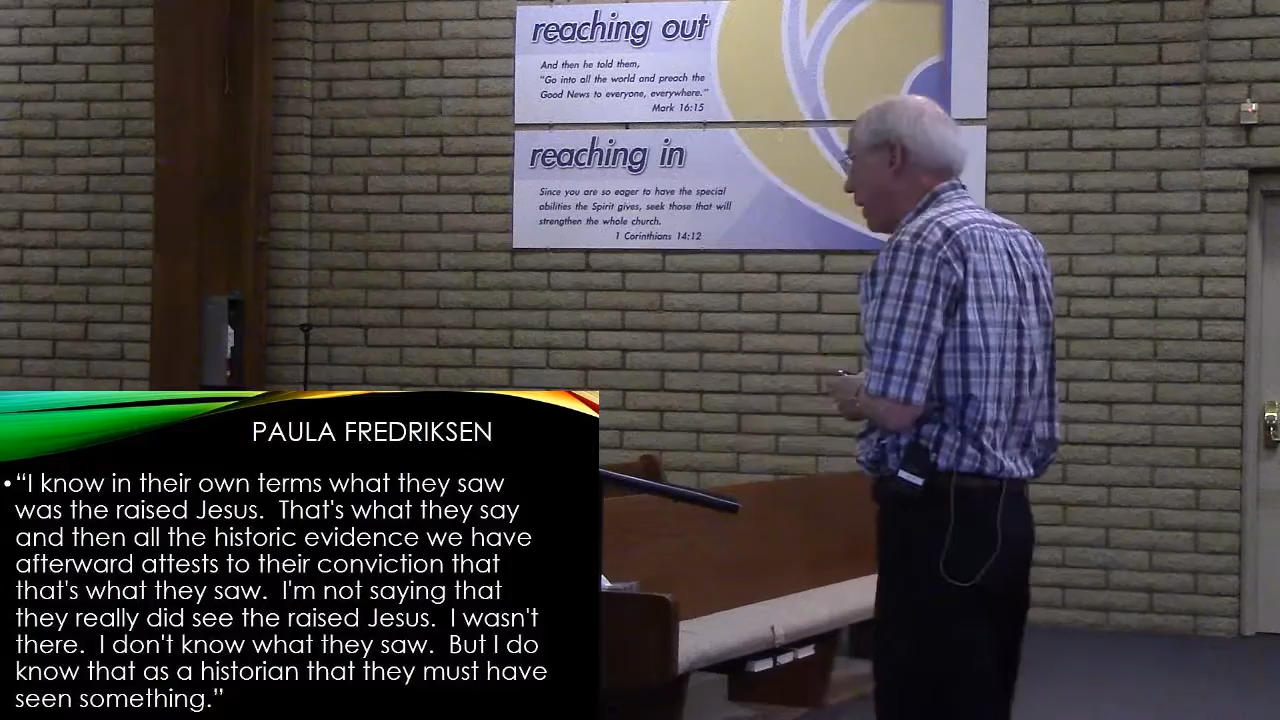 reaching out
And then he told them,
"Go into all the world and preach the
Good News to everyone, everywhere."
Mark 16:15
reaching in
Since you are so eager to have the special
abilities the Spirit gives, seek those that will
strengthen the whole church.
1 Corinthians 14:12
PAULA FREDRIKSEN
•“I know in their own terms what they saw
was the raised Jesus.  That's what they say
and then all the historic evidence we have
afterward attests to their conviction that
that's what they saw.  I'm not saying that
they really did see the raised Jesus.  I wasn't
there.  I don't know what they saw.  But I do
know that as a historian that they must have
seen something.”